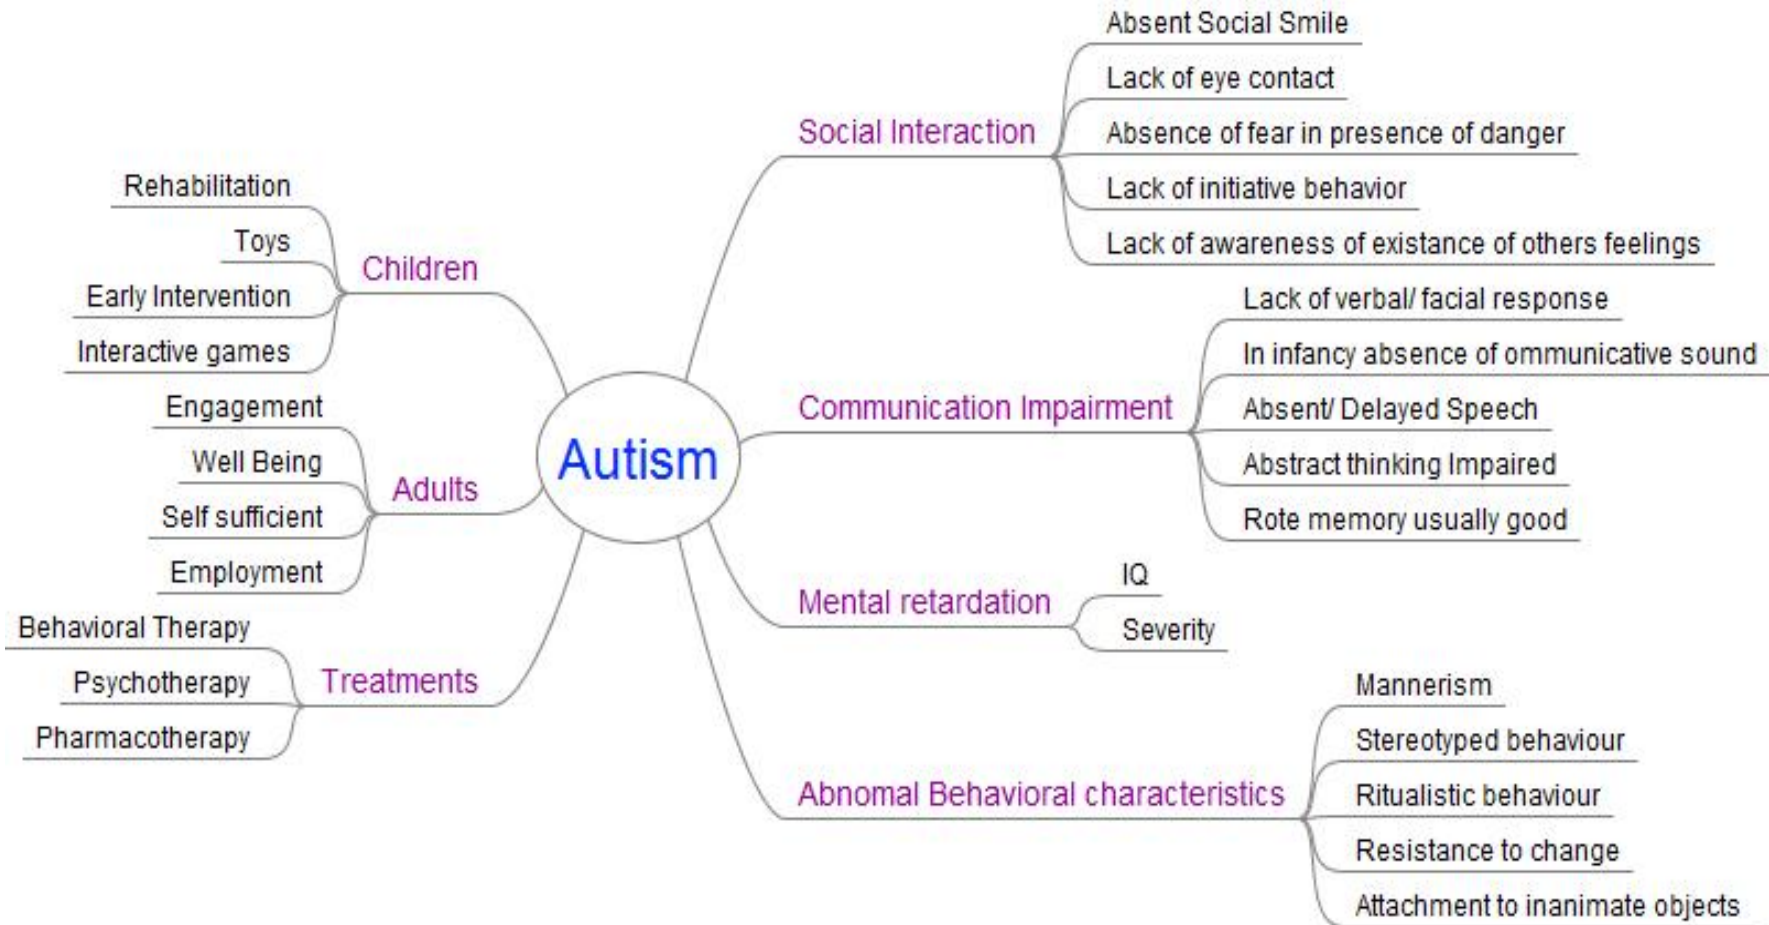 Autism
Social Interaction
Absent Social Smile
Lack of eye contact
Absence of fear in presence of danger
Lack of initiative behavior
Lack of awareness of existance of others feelings
Communication Impairment
Lack of verbal/ facial response
In infancy absence of ommunicative sound
Absent/ Delayed Speech
Abstract thinking Impaired
Rote memory usually good
Mental retardation
IQ
Severity
Abnomal Behavioral characteristics
Mannerism
Stereotyped behaviour
Ritualistic behaviour
Resistance to change
Attachment to inanimate objects
Children
Rehabilitation
Toys
Early Intervention
Interactive games
Adults
Engagement
Well Being
Self sufficient
Employment
Treatments
Behavioral Therapy
Psychotherapy
Pharmacotherapy